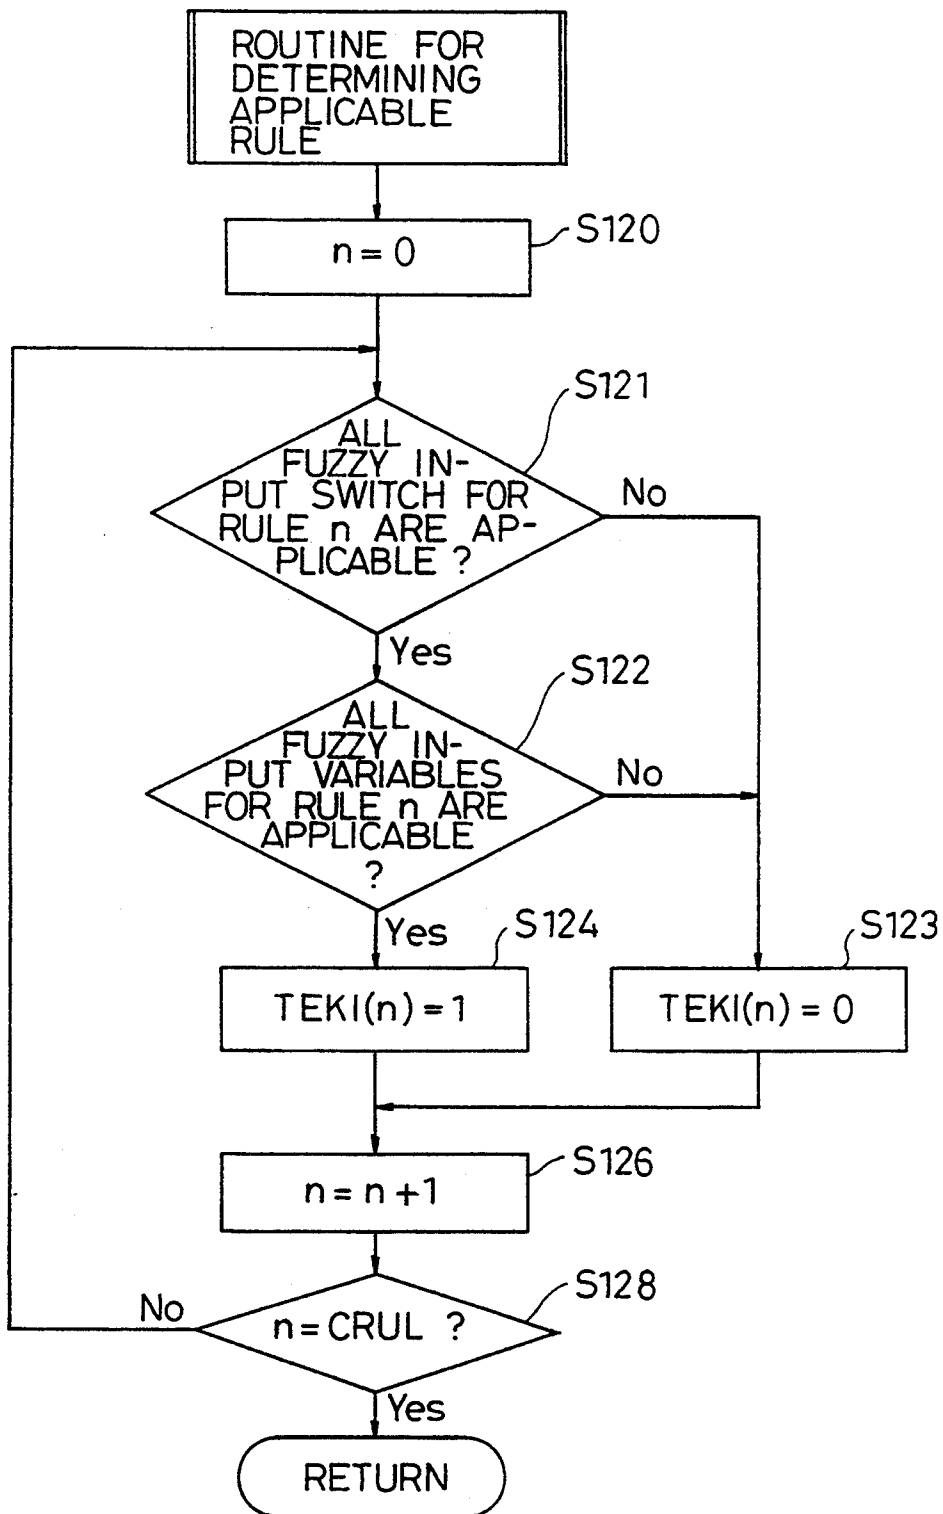 ROUTINE FOR
DETERMINING
APPLICABLE
RULE
S120
n = 0
S121
ALL
FUZZY IN-
PUT SWITCH FOR
RULE n ARE AP-
PLICABLE ?
No
Yes
S122
ALL
FUZZY IN-
PUT VARIABLES
FOR RULE n ARE
APPLICABLE
?
No
Yes
S124
TEKI(n) = 1
S123
TEKI(n) = 0
S126
n = n +1
S128
n = CRUL ?
No
Yes
RETURN